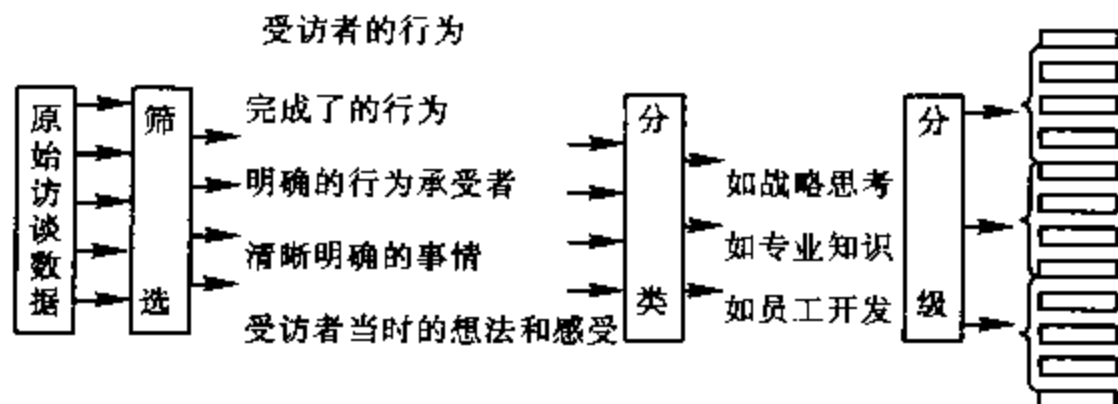 受访者的行为
原始访谈数据
筛选
完成了的行为
明确的行为承受者
清晰明确的事情
受访者当时的想法和感受
分类
如战略思考
如专业知识
如员工开发
分级